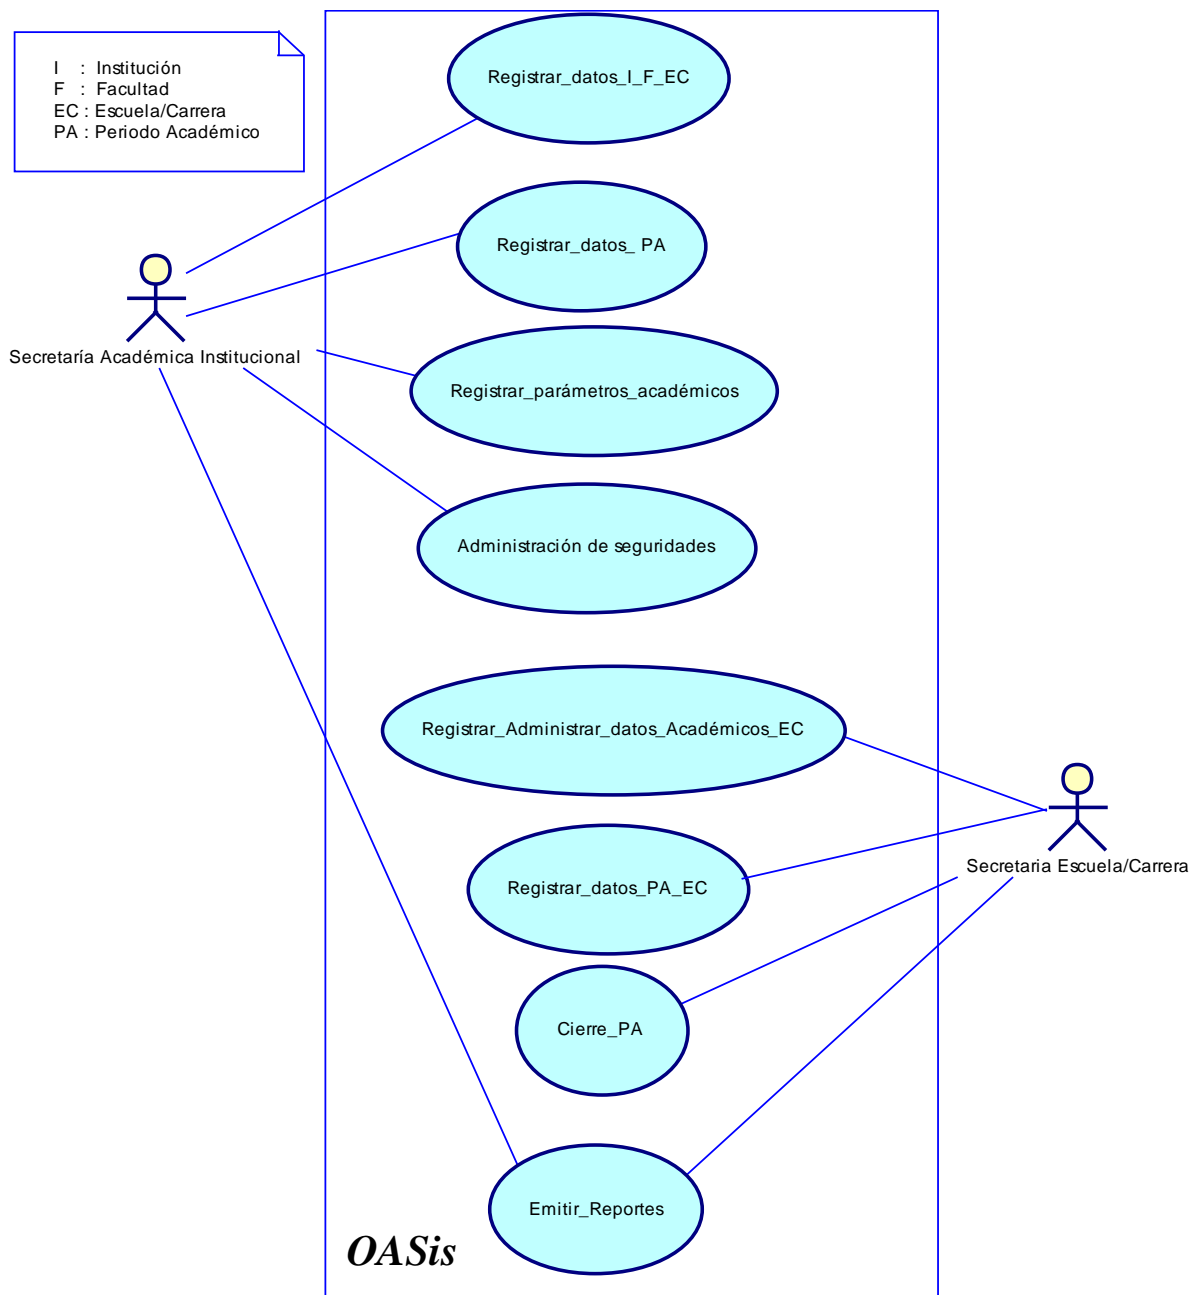 I : Institución
F : Facultad
EC : Escuela/Carrera
PA : Periodo Académico
Registrar_datos_I_F_EC
Registrar_datos_ PA
Secretaría Académica Institucional
Registrar_parámetros_académicos
Administración de seguridades
Registrar_Administrar_datos_Académicos_EC
Secretaria Escuela/Carrera
Registrar_datos_PA_EC
Cierre_PA
Emitir_Reportes
OASis